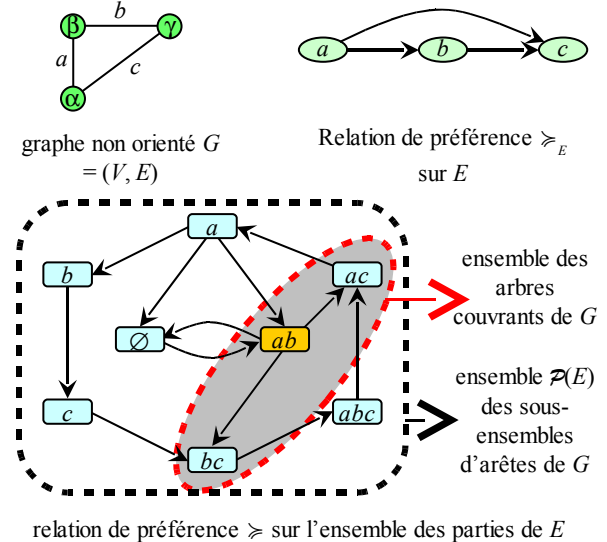 β
b
γ
a
c
α
a
b
c
graphe non orienté G
= (V, E)
Relation de préférence ≽E
sur E
a
b
ac
∅
ab
c
abc
bc
ensemble des
arbres
couvrants de G
ensemble 𝒫(E)
des sous-
ensembles
d’arêtes de G
relation de préférence ≽ sur l’ensemble des parties de E